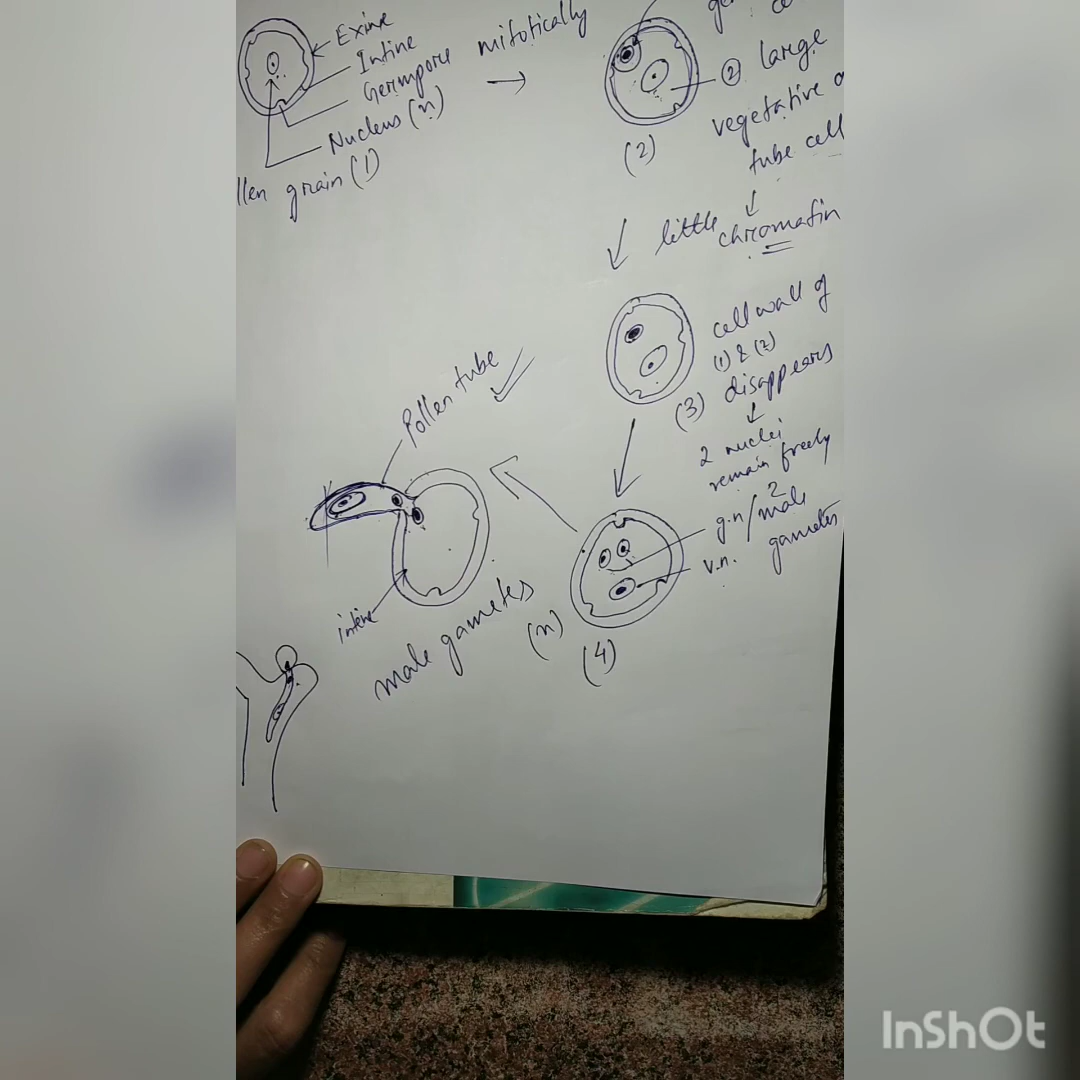 Exine
Intine
Germpore
Nucleus (n)
llen grain (1)
mitotically
② large
vegetative
tube cell
(2)
little chromatin
cell wall of
(1) & (2)
disappears
(3)
2 nuclei
remain freely
g.n/2 male
gametes
v.n.
(4)
Pollen tube
intine
male gametes (n)
InShOt